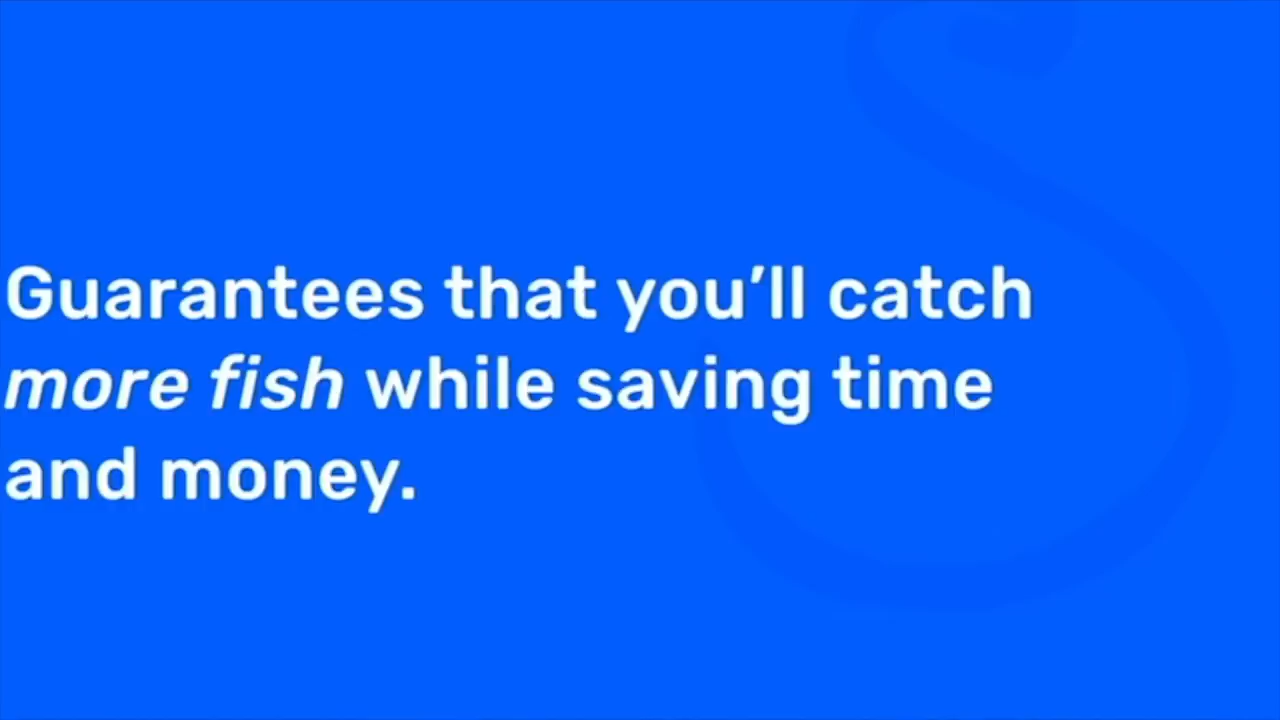 Guarantees that you’ll catch
more fish while saving time
and money.